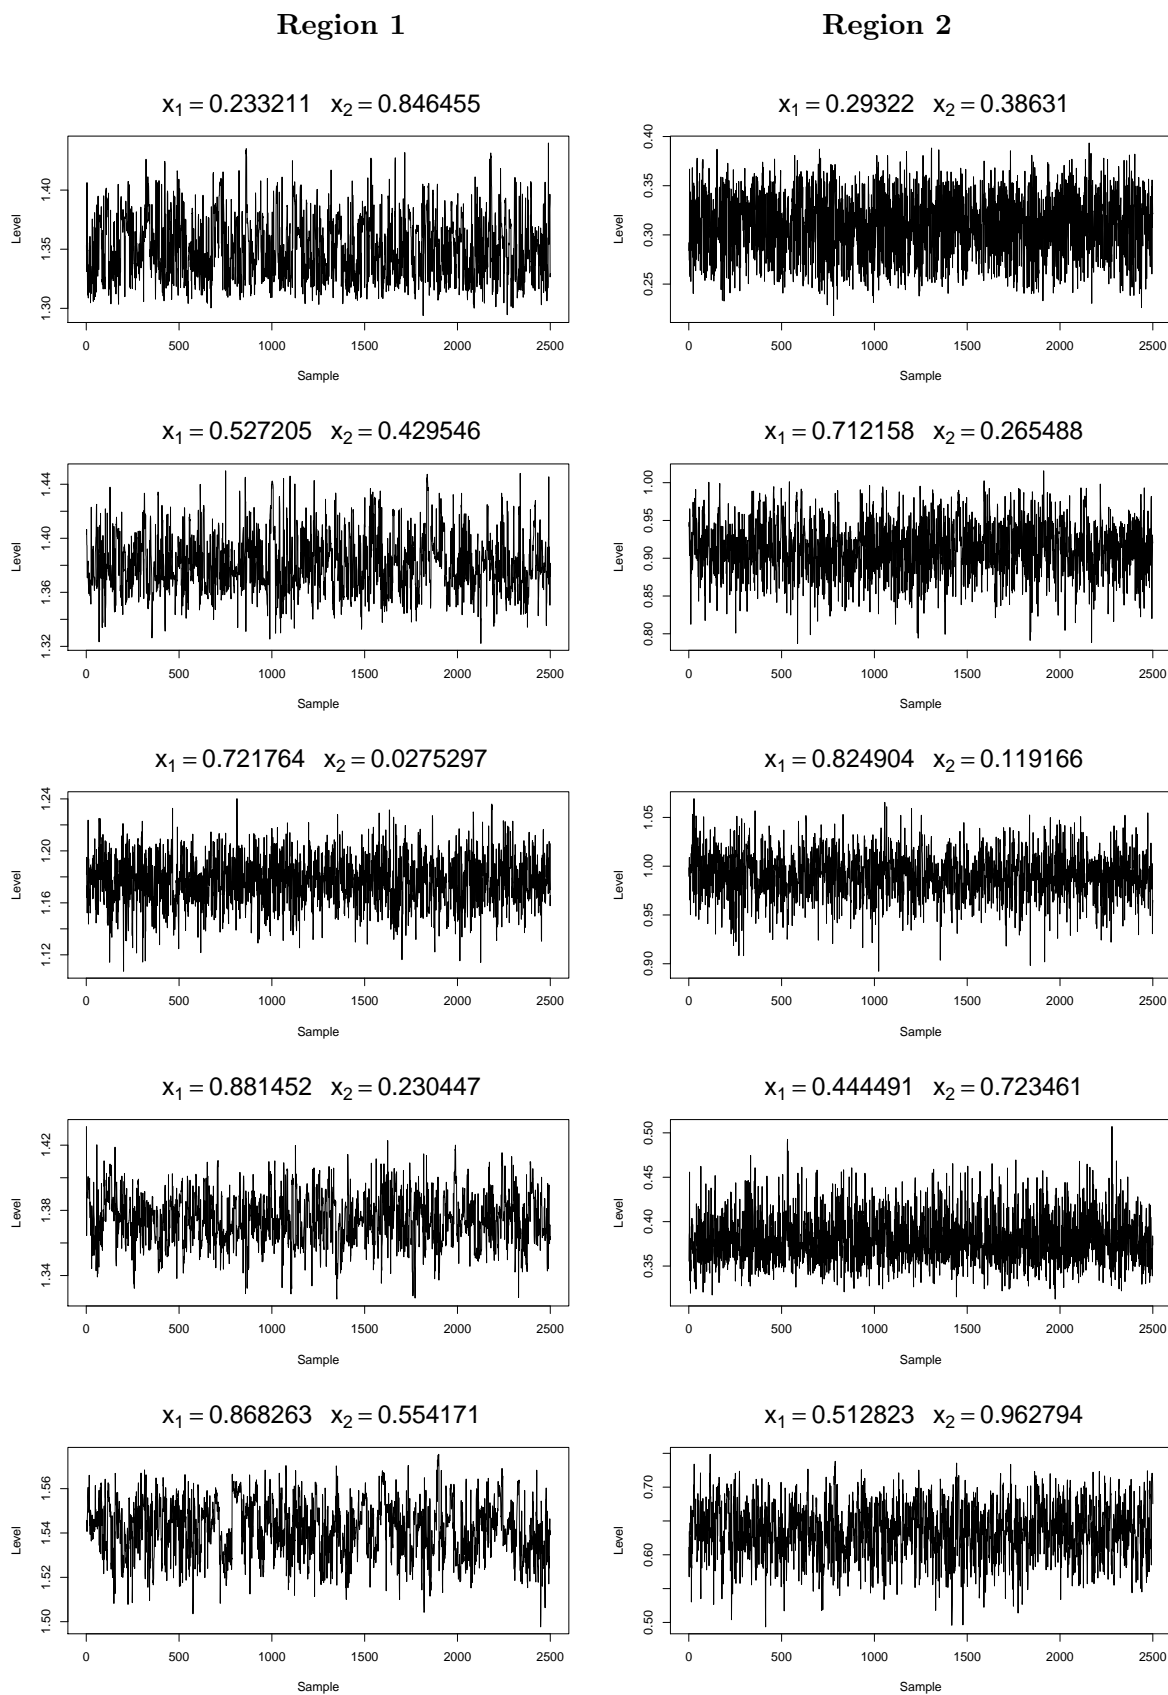 Region 1 Region 2
x₁ = 0.233211 x₂ = 0.846455 x₁ = 0.29322 x₂ = 0.38631
Level 1.30 1.35 1.40 Level 0.25 0.30 0.35 0.40
0 500 1000 1500 2000 2500 0 500 1000 1500 2000 2500
Sample Sample
x₁ = 0.527205 x₂ = 0.429546 x₁ = 0.712158 x₂ = 0.265488
Level 1.32 1.36 1.40 1.44 Level 0.80 0.85 0.90 0.95 1.00
0 500 1000 1500 2000 2500 0 500 1000 1500 2000 2500
Sample Sample
x₁ = 0.721764 x₂ = 0.0275297 x₁ = 0.824904 x₂ = 0.119166
Level 1.12 1.16 1.20 1.24 Level 0.90 0.95 1.00 1.05
0 500 1000 1500 2000 2500 0 500 1000 1500 2000 2500
Sample Sample
x₁ = 0.881452 x₂ = 0.230447 x₁ = 0.444491 x₂ = 0.723461
Level 1.34 1.38 1.42 Level 0.35 0.40 0.45 0.50
0 500 1000 1500 2000 2500 0 500 1000 1500 2000 2500
Sample Sample
x₁ = 0.868263 x₂ = 0.554171 x₁ = 0.512823 x₂ = 0.962794
Level 1.50 1.52 1.54 1.56 Level 0.50 0.60 0.70
0 500 1000 1500 2000 2500 0 500 1000 1500 2000 2500
Sample Sample